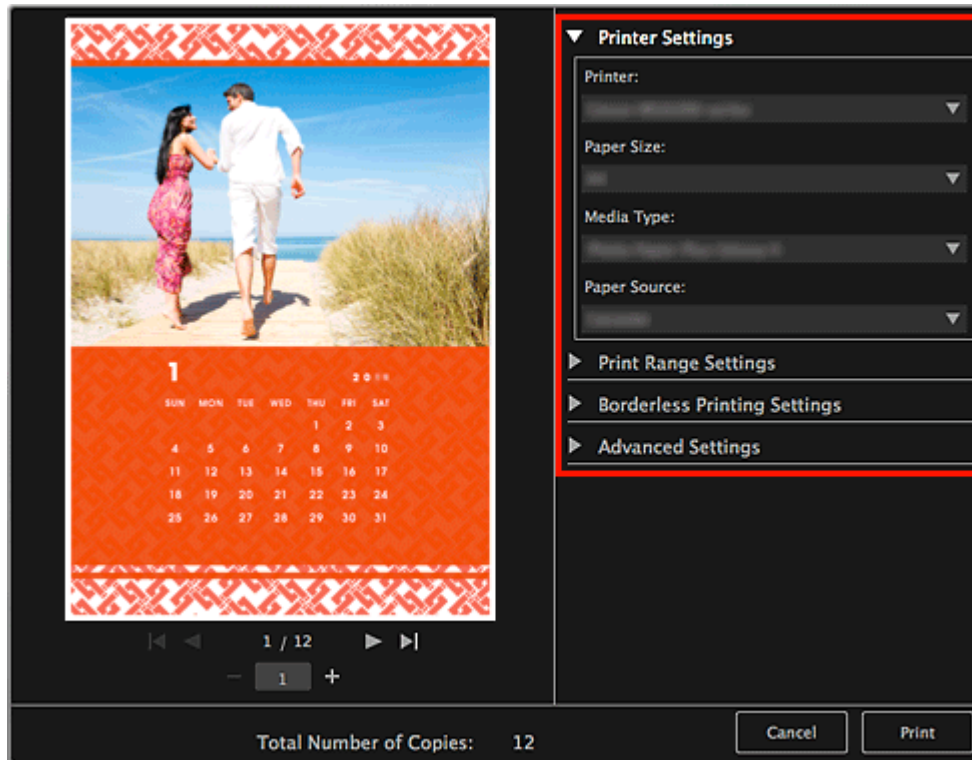 Printer Settings
Printer:
Paper Size:
Media Type:
Paper Source:
Print Range Settings
Borderless Printing Settings
Advanced Settings
1
2 0
SUN MON TUE WED THU FRI SAT
1 2 3
4 5 6 7 8 9 10
11 12 13 14 15 16 17
18 19 20 21 22 23 24
25 26 27 28 29 30 31
1 / 12
− 1 +
Total Number of Copies: 12
Cancel Print